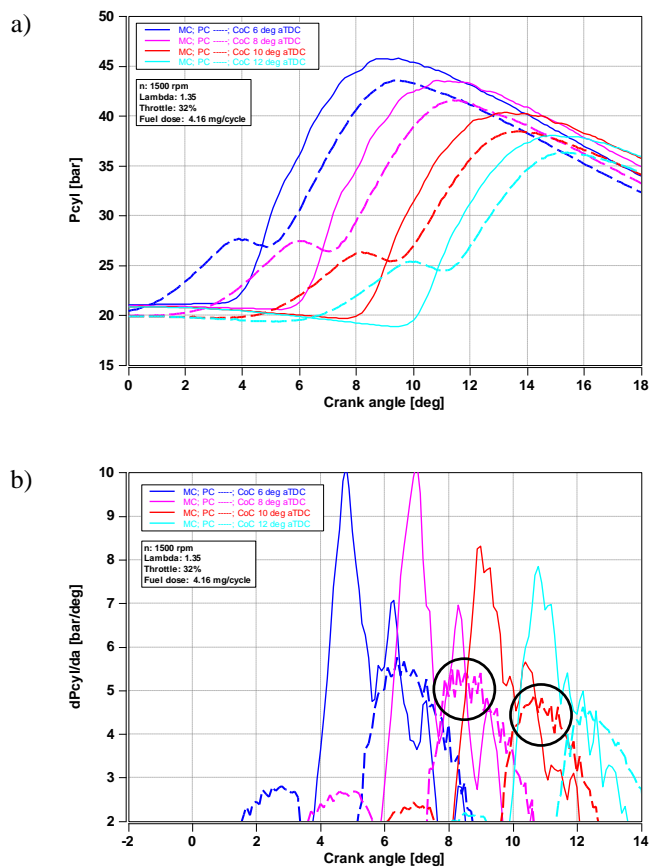 a)
50
45
40
35
30
25
20
15
Pcyl [bar]
MC; PC -----; CoC 6 deg aTDC
MC; PC -----; CoC 8 deg aTDC
MC; PC -----; CoC 10 deg aTDC
MC; PC -----; CoC 12 deg aTDC
n: 1500 rpm
Lambda: 1.35
Throttle: 32%
Fuel dose: 4.16 mg/cycle
0 2 4 6 8 10 12 14 16 18
Crank angle [deg]
b)
10
9
8
7
6
5
4
3
2
dPcyl/da [bar/deg]
MC; PC -----; CoC 6 deg aTDC
MC; PC -----; CoC 8 deg aTDC
MC; PC -----; CoC 10 deg aTDC
MC; PC -----; CoC 12 deg aTDC
n: 1500 rpm
Lambda: 1.35
Throttle: 32%
Fuel dose: 4.16 mg/cycle
-2 0 2 4 6 8 10 12 14
Crank angle [deg]